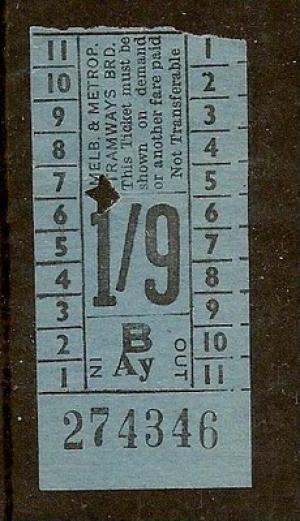 11
10
9
8
7
6
5
4
3
2
1
MELB. & METROP.
TRAMWAYS BRD.
This Ticket must be
shown on demand
or another fare paid
Not Transferable
1/9
B
Ay
IN
OUT
1
2
3
4
5
6
7
8
9
10
11
274346